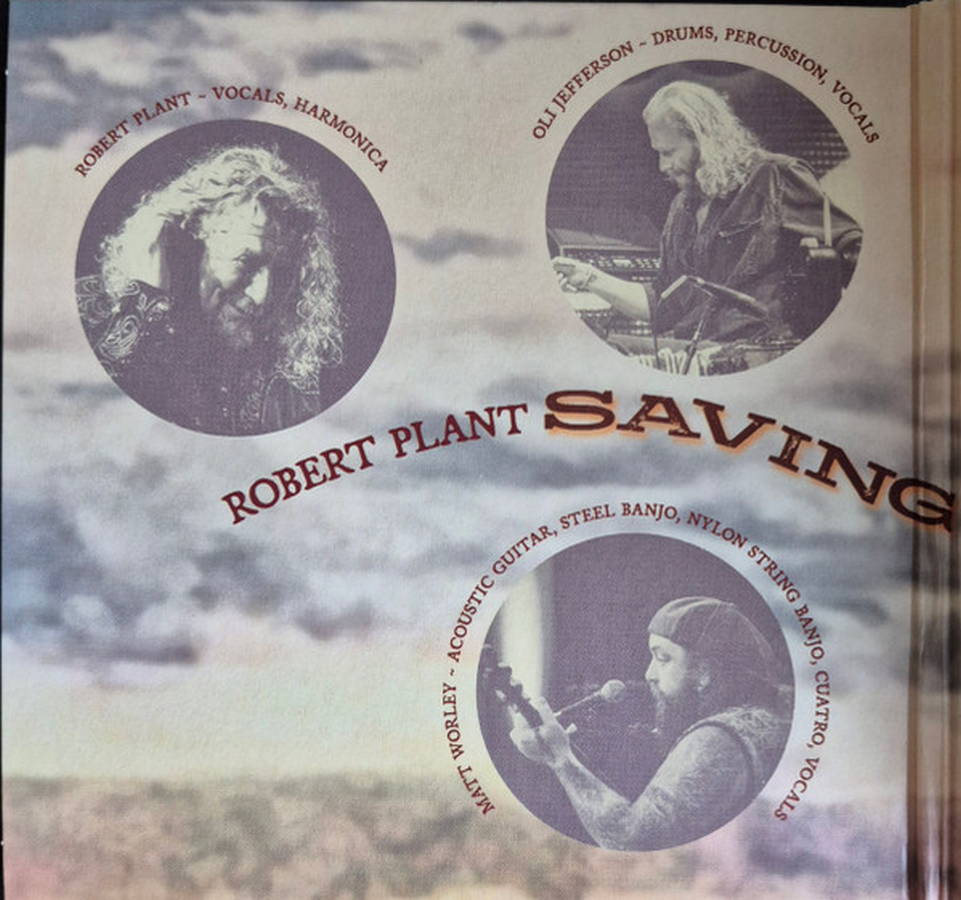 ROBERT PLANT ~ VOCALS, HARMONICA
OLI JEFFERSON ~ DRUMS, PERCUSSION, VOCALS
ROBERT PLANT SAVING
MATT WORLEY ~ ACOUSTIC GUITAR, STEEL BANJO, NYLON STRING BANJO, CUATRO, VOCALS